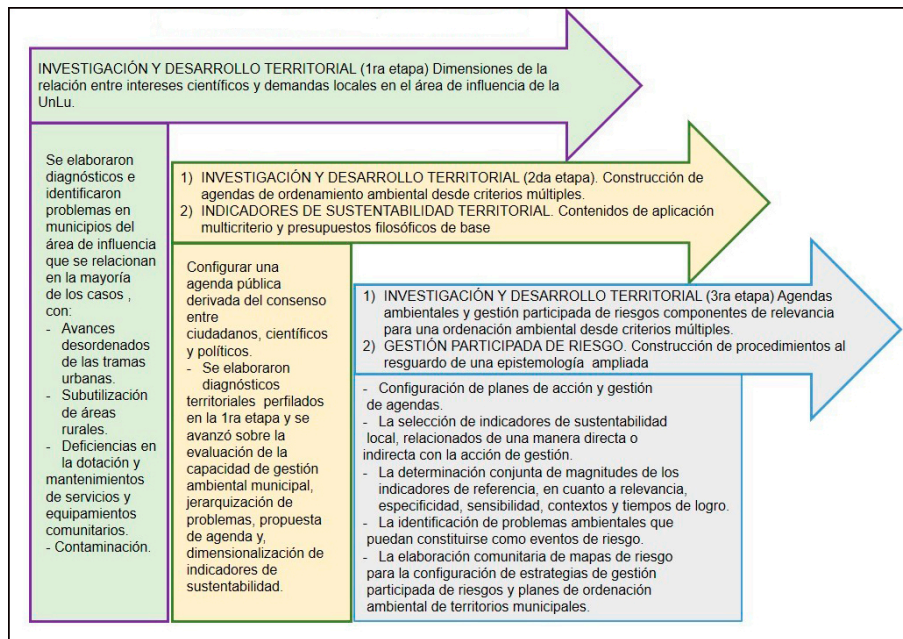 INVESTIGACIÓN Y DESARROLLO TERRITORIAL (1ra etapa) Dimensiones de la
relación entre intereses científicos y demandas locales en el área de influencia de la
UnLu.
Se elaboraron
diagnósticos e
identificaron
problemas en
municipios del
área de influencia
que se relacionan
en la mayoría
de los casos ,
con:
- Avances
desordenados
de las tramas
urbanas.
- Subutilización
de áreas
rurales.
- Deficiencias en
la dotación y
mantenimientos
de servicios y
equipamientos
comunitarios.
- Contaminación.
1) INVESTIGACIÓN Y DESARROLLO TERRITORIAL (2da etapa). Construcción de
agendas de ordenamiento ambiental desde criterios múltiples.
2) INDICADORES DE SUSTENTABILIDAD TERRITORIAL. Contenidos de aplicación
multicriterio y presupuestos filosóficos de base
Configurar una
agenda pública
derivada del consenso
entre
ciudadanos, científicos
y políticos.
- Se elaboraron
diagnósticos
territoriales perfilados
en la 1ra etapa y se
avanzó sobre la
evaluación de la
capacidad de gestión
ambiental municipal,
jerarquización de
problemas, propuesta
de agenda y,
dimensionalización de
indicadores de
sustentabilidad.
1) INVESTIGACIÓN Y DESARROLLO TERRITORIAL (3ra etapa) Agendas
ambientales y gestión participada de riesgos componentes de relevancia
para una ordenación ambiental desde criterios múltiples.
2) GESTIÓN PARTICIPADA DE RIESGO. Construcción de procedimientos al
resguardo de una epistemología ampliada
- Configuración de planes de acción y gestión
de agendas.
- La selección de indicadores de sustentabilidad
local, relacionados de una manera directa o
indirecta con la acción de gestión.
- La determinación conjunta de magnitudes de los
indicadores de referencia, en cuanto a relevancia,
especificidad, sensibilidad, contextos y tiempos de logro.
- La identificación de problemas ambientales que
puedan constituirse como eventos de riesgo.
- La elaboración comunitaria de mapas de riesgo
para la configuración de estrategias de gestión
participada de riesgos y planes de ordenación
ambiental de territorios municipales.